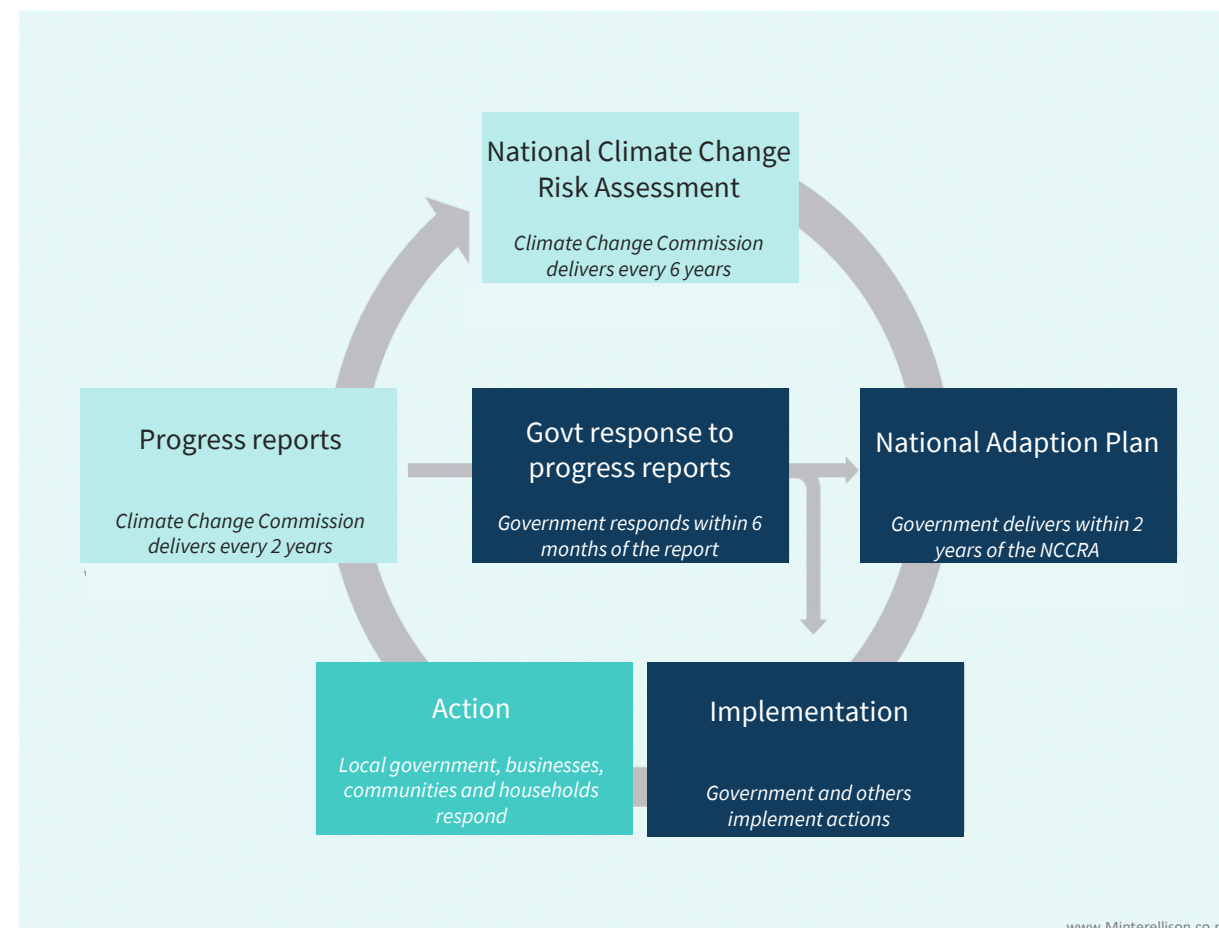 National Climate Change
Risk Assessment
Climate Change Commission
delivers every 6 years
Progress reports
Climate Change Commission
delivers every 2 years
Govt response to
progress reports
Government responds within 6
months of the report
National Adaption Plan
Government delivers within 2
years of the NCCRA
Action
Local government, businesses,
communities and households
respond
Implementation
Government and others
implement actions